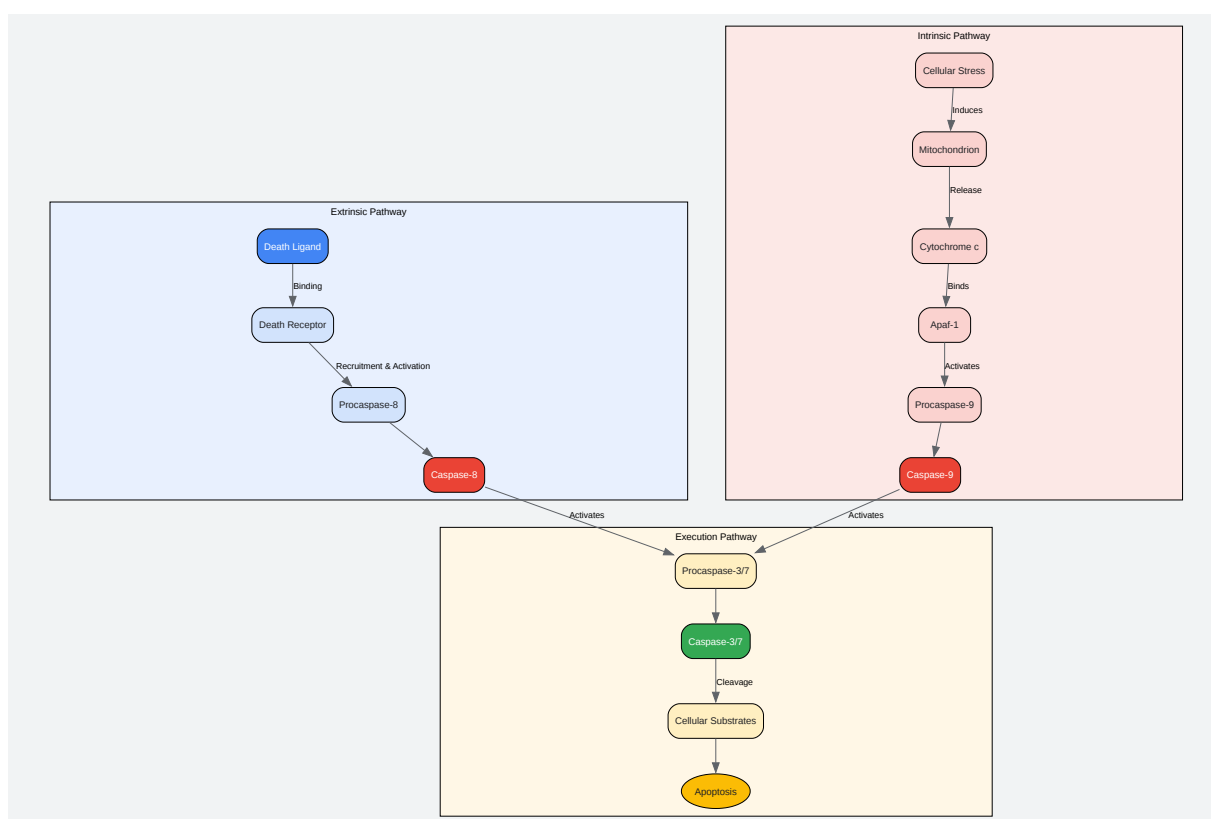 Intrinsic Pathway
Cellular Stress
Induces
Mitochondrion
Release
Cytochrome c
Binds
Apaf-1
Activates
Procaspase-9
Caspase-9
Extrinsic Pathway
Death Ligand
Binding
Death Receptor
Recruitment & Activation
Procaspase-8
Caspase-8
Activates
Activates
Execution Pathway
Procaspase-3/7
Caspase-3/7
Cleavage
Cellular Substrates
Apoptosis